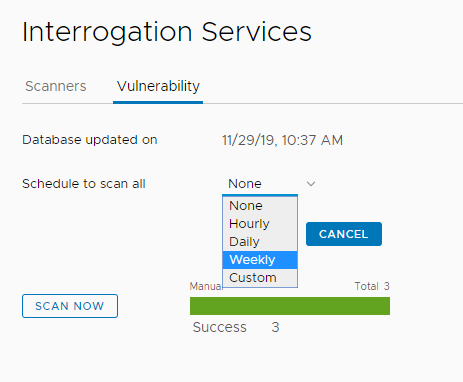 Interrogation Services
Scanners Vulnerability
Database updated on 11/29/19, 10:37 AM
Schedule to scan all None
None
Hourly
Daily
Weekly
Custom
CANCEL
Manual Total 3
SCAN NOW
Success 3